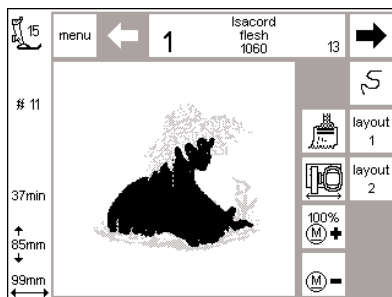 15
menu
1
Isacord
flesh
1060
13
# 11
layout
1
layout
2
37min
85mm
99mm
100%
M +
M -